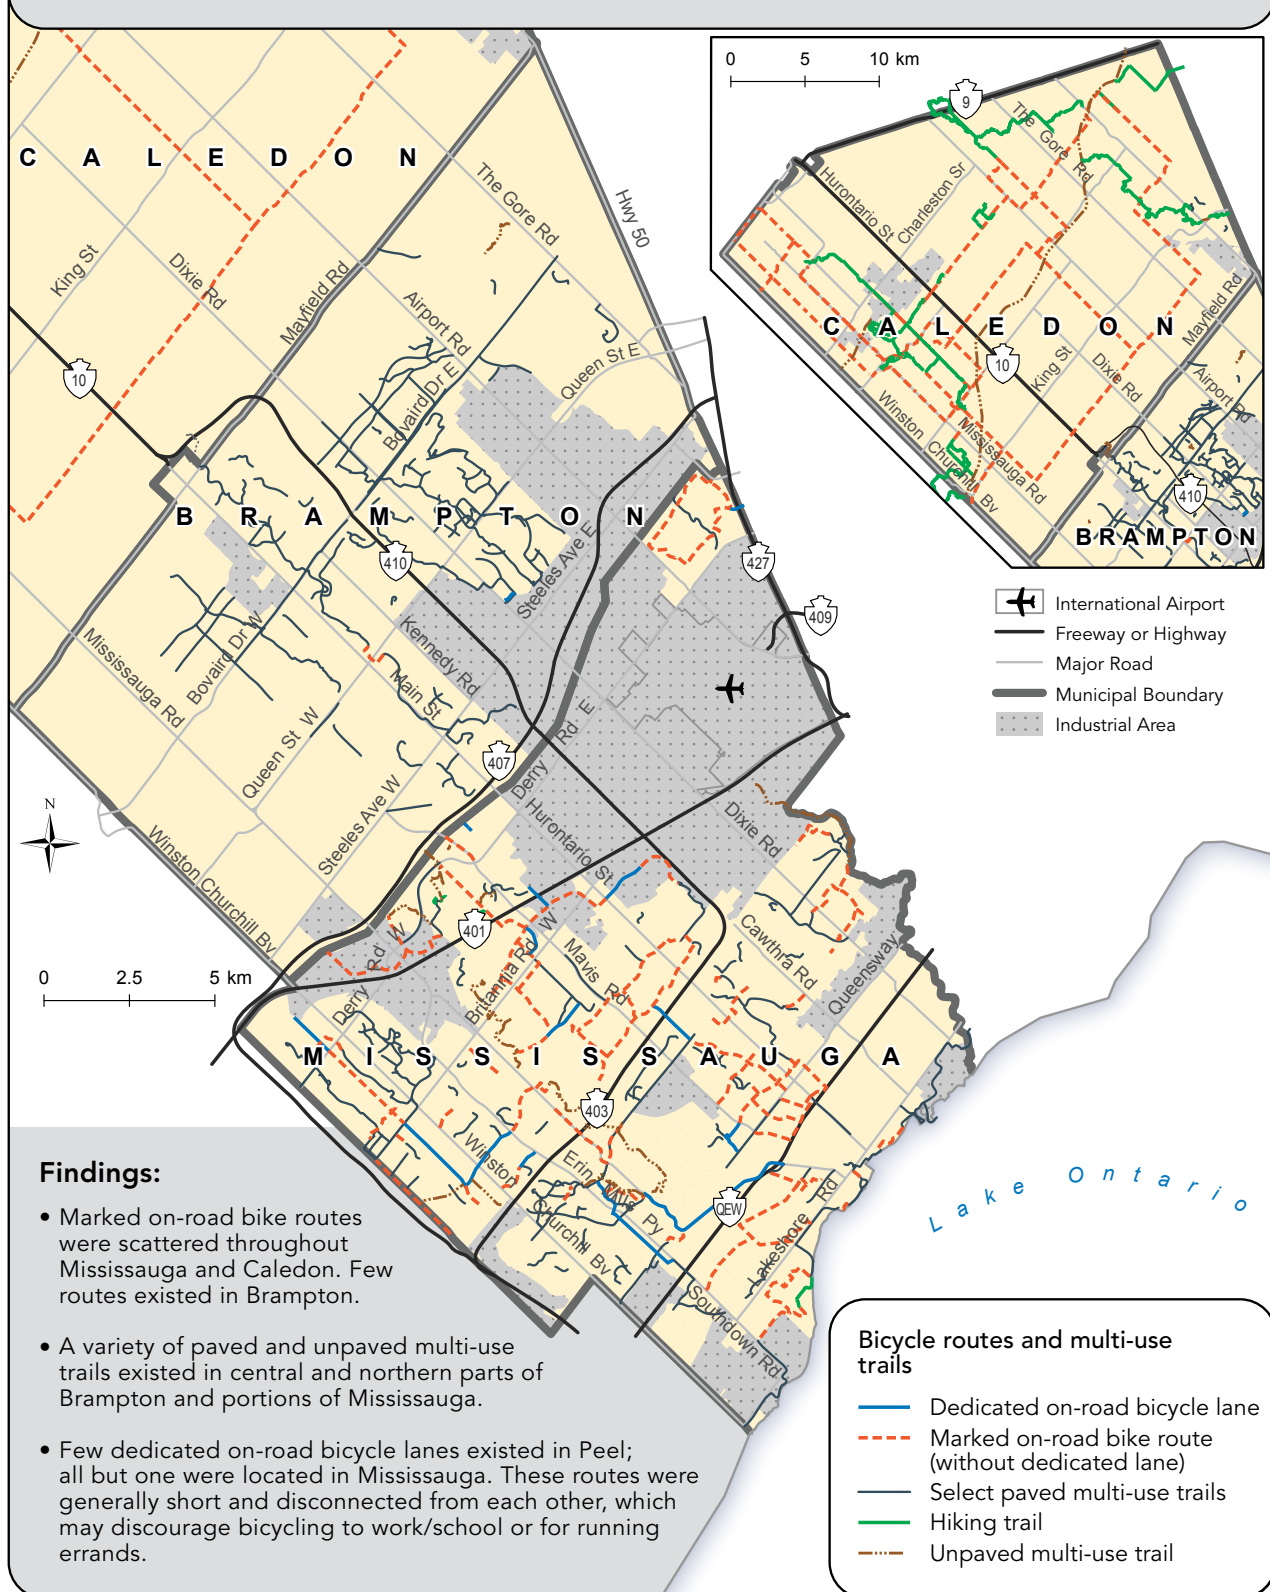 C A L E D O N
King St
Dixie Rd
Mayfield Rd
The Gore Rd
Hwy 50
Airport Rd
Bovaird Dr E
Queen St E
10
B R A M P T O N
410
Steeles Ave E
427
409
Kennedy Rd
Main St
Mississauga Rd
Bovaird Dr W
Queen St W
407
Derry Rd E
Hurontario St
Dixie Rd
Steeles Ave W
Winston Churchill Bv
N
0 2.5 5 km
401
Derry Rd W
Britannia Rd W
Mavis Rd
Cawthra Rd
Queensway
M I S S I S S A U G A
403
Winston Churchill Bv
Erin Mills Py
QEW
Lakeshore Rd
Southdown Rd
Lake Ontario
0 5 10 km
9
The Gore Rd
Hurontario St
Charleston Sr
C A L E D O N
Mayfield Rd
10
King St
Dixie Rd
Airport Rd
Winston Churchill Bv
Mississauga Rd
410
BRAMPTON
International Airport
Freeway or Highway
Major Road
Municipal Boundary
Industrial Area
Findings:
• Marked on-road bike routes
were scattered throughout
Mississauga and Caledon. Few
routes existed in Brampton.
• A variety of paved and unpaved multi-use
trails existed in central and northern parts of
Brampton and portions of Mississauga.
• Few dedicated on-road bicycle lanes existed in Peel;
all but one were located in Mississauga. These routes were
generally short and disconnected from each other, which
may discourage bicycling to work/school or for running
errands.
Bicycle routes and multi-use
trails
Dedicated on-road bicycle lane
Marked on-road bike route
(without dedicated lane)
Select paved multi-use trails
Hiking trail
Unpaved multi-use trail